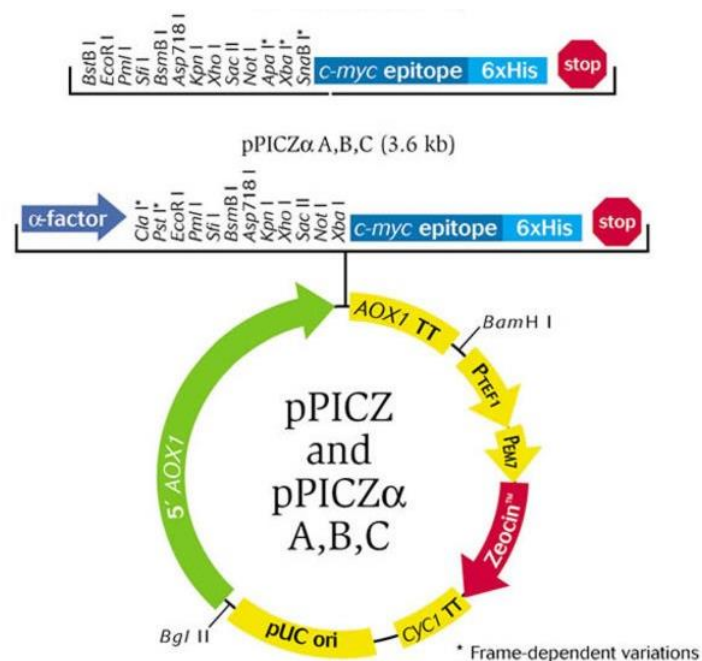 BstB I
EcoR I
Pml I
Sfi I
BsmB I
Asp718 I
Kpn I
Xho I
Sac II
Not I
Apa I*
Xba I*
SnaB I*
c-myc epitope
6xHis
stop
pPICZα A,B,C (3.6 kb)
α-factor
Cla I*
Pst I*
EcoR I
Pml I
Sfi I
BsmB I
Asp718 I
Kpn I
Xho I
Sac II
Not I
Xba I
c-myc epitope
6xHis
stop
AOX1 TT
BamH I
PTEF1
PEM7
Zeocin™
CYC1 TT
pUC ori
Bgl II
5´ AOX1
pPICZ
and
pPICZα
A,B,C
* Frame-dependent variations